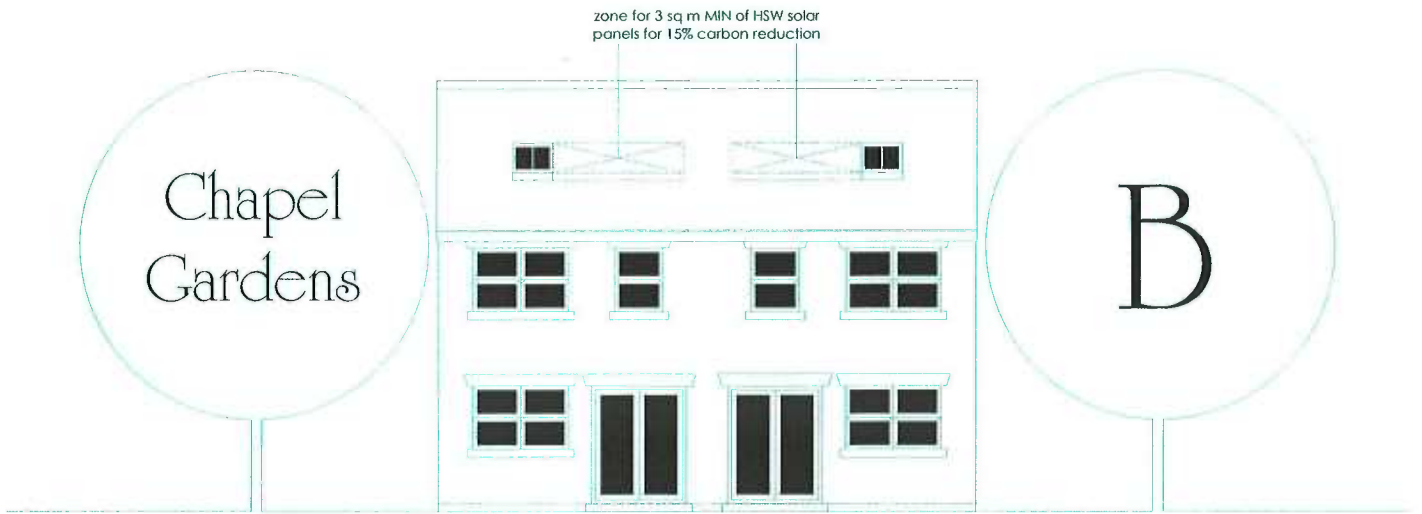 zone for 3 sq m MIN of HSW solar
panels for 15% carbon reduction
Chapel
Gardens
B